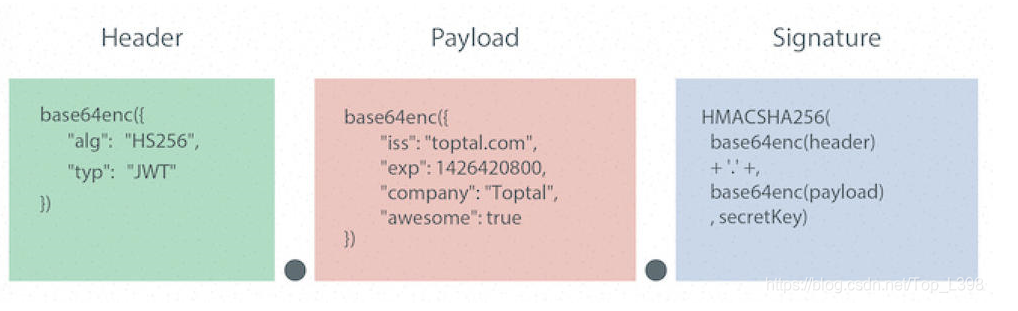 Header
base64enc({
"alg": "HS256",
"typ": "JWT"
})
Payload
base64enc({
"iss": "toptal.com",
"exp": 1426420800,
"company": "Toptal",
"awesome": true
})
Signature
HMACSHA256(
base64enc(header)
+ '.' +,
base64enc(payload)
, secretKey)
https://blog.csdn.net/Top_L398